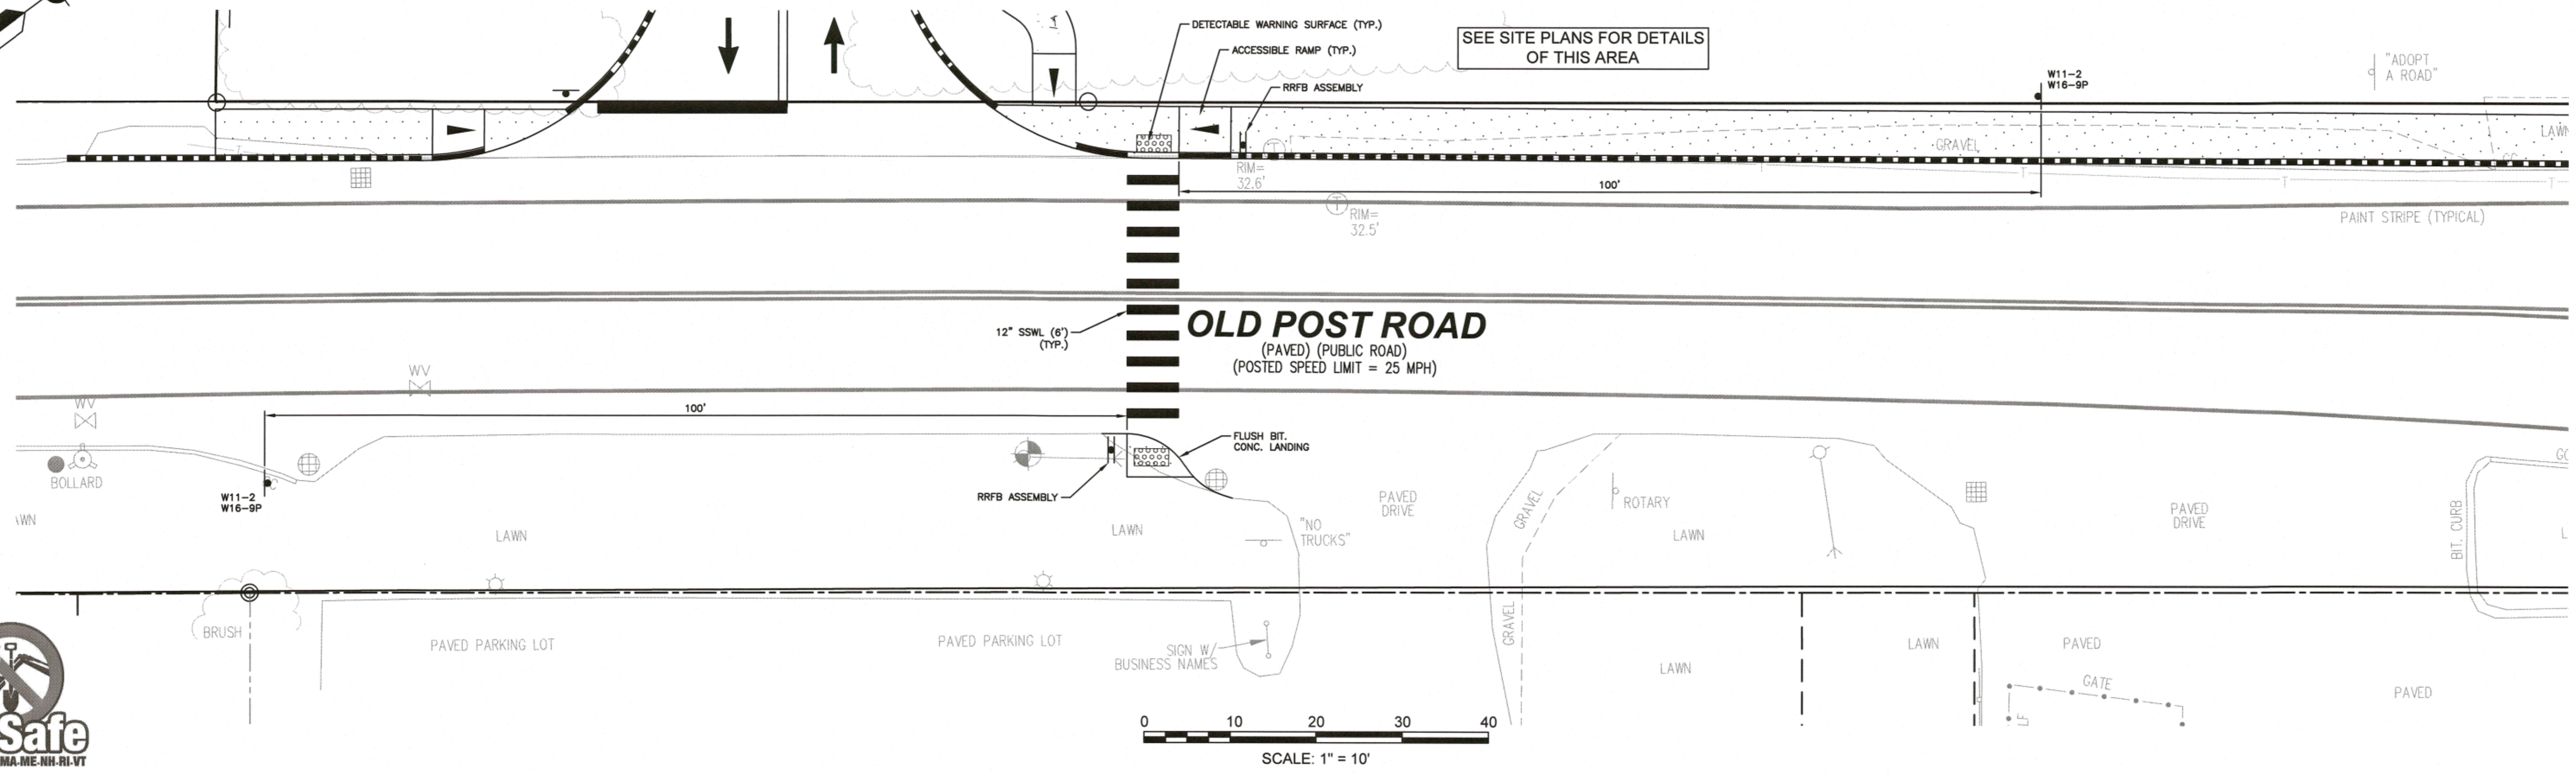 DETECTABLE WARNING SURFACE (TYP.)
ACCESSIBLE RAMP (TYP.)
RRFB ASSEMBLY
SEE SITE PLANS FOR DETAILS
OF THIS AREA
W11-2
W16-9P
"ADOPT
A ROAD"
LAWN
GRAVEL
CC
T
RIM=
32.6'
100'
T
T
T
T
T
RIM=
32.5'
PAINT STRIPE (TYPICAL)
12" SSWL (6')
(TYP.)
OLD POST ROAD
(PAVED) (PUBLIC ROAD)
(POSTED SPEED LIMIT = 25 MPH)
WV
WV
100'
FLUSH BIT.
CONC. LANDING
BOLLARD
W11-2
W16-9P
RRFB ASSEMBLY
PAVED
DRIVE
GRAVEL
ROTARY
PAVED
DRIVE
BIT. CURB
LAWN
LAWN
"NO
TRUCKS"
LAWN
BRUSH
PAVED PARKING LOT
PAVED PARKING LOT
SIGN W/
BUSINESS NAMES
GRAVEL
LAWN
LAWN
PAVED
GATE
PAVED
Safe
MA-ME-NH-RI-VT
0 10 20 30 40
SCALE: 1" = 10'